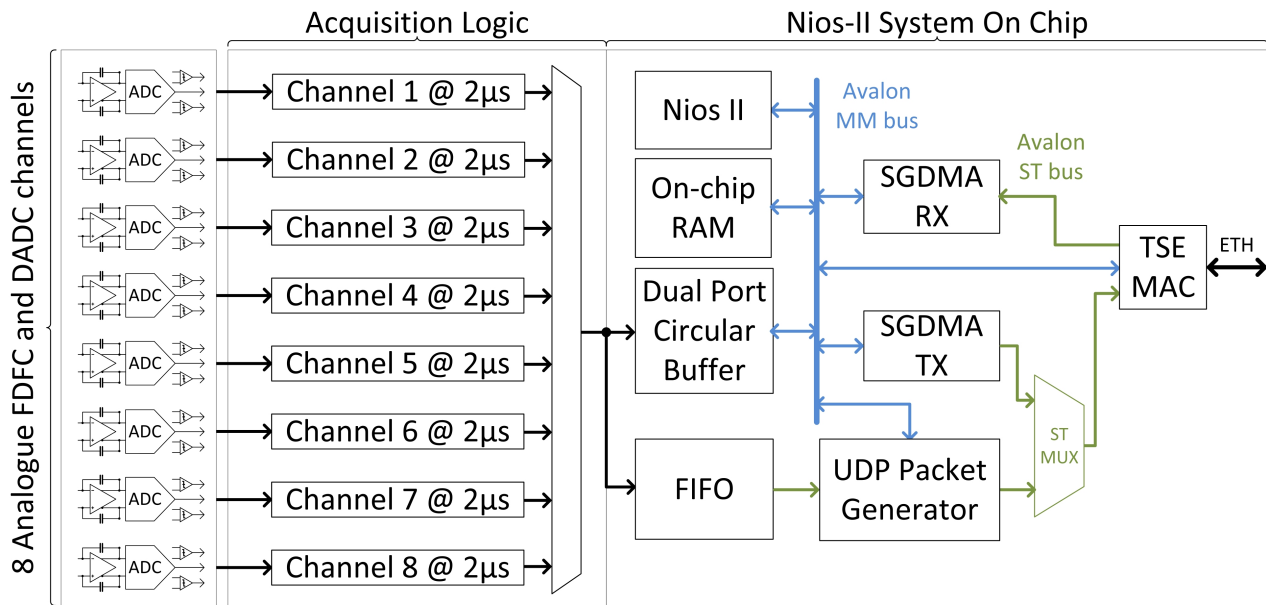 Acquisition Logic
Nios-II System On Chip
8 Analogue FDFC and DADC channels
ADC
ADC
ADC
ADC
ADC
ADC
ADC
ADC
Channel 1 @ 2µs
Channel 2 @ 2µs
Channel 3 @ 2µs
Channel 4 @ 2µs
Channel 5 @ 2µs
Channel 6 @ 2µs
Channel 7 @ 2µs
Channel 8 @ 2µs
Nios II
On-chip
RAM
Dual Port
Circular
Buffer
FIFO
Avalon
MM bus
SGDMA
RX
Avalon
ST bus
SGDMA
TX
UDP Packet
Generator
ST
MUX
TSE
MAC
ETH